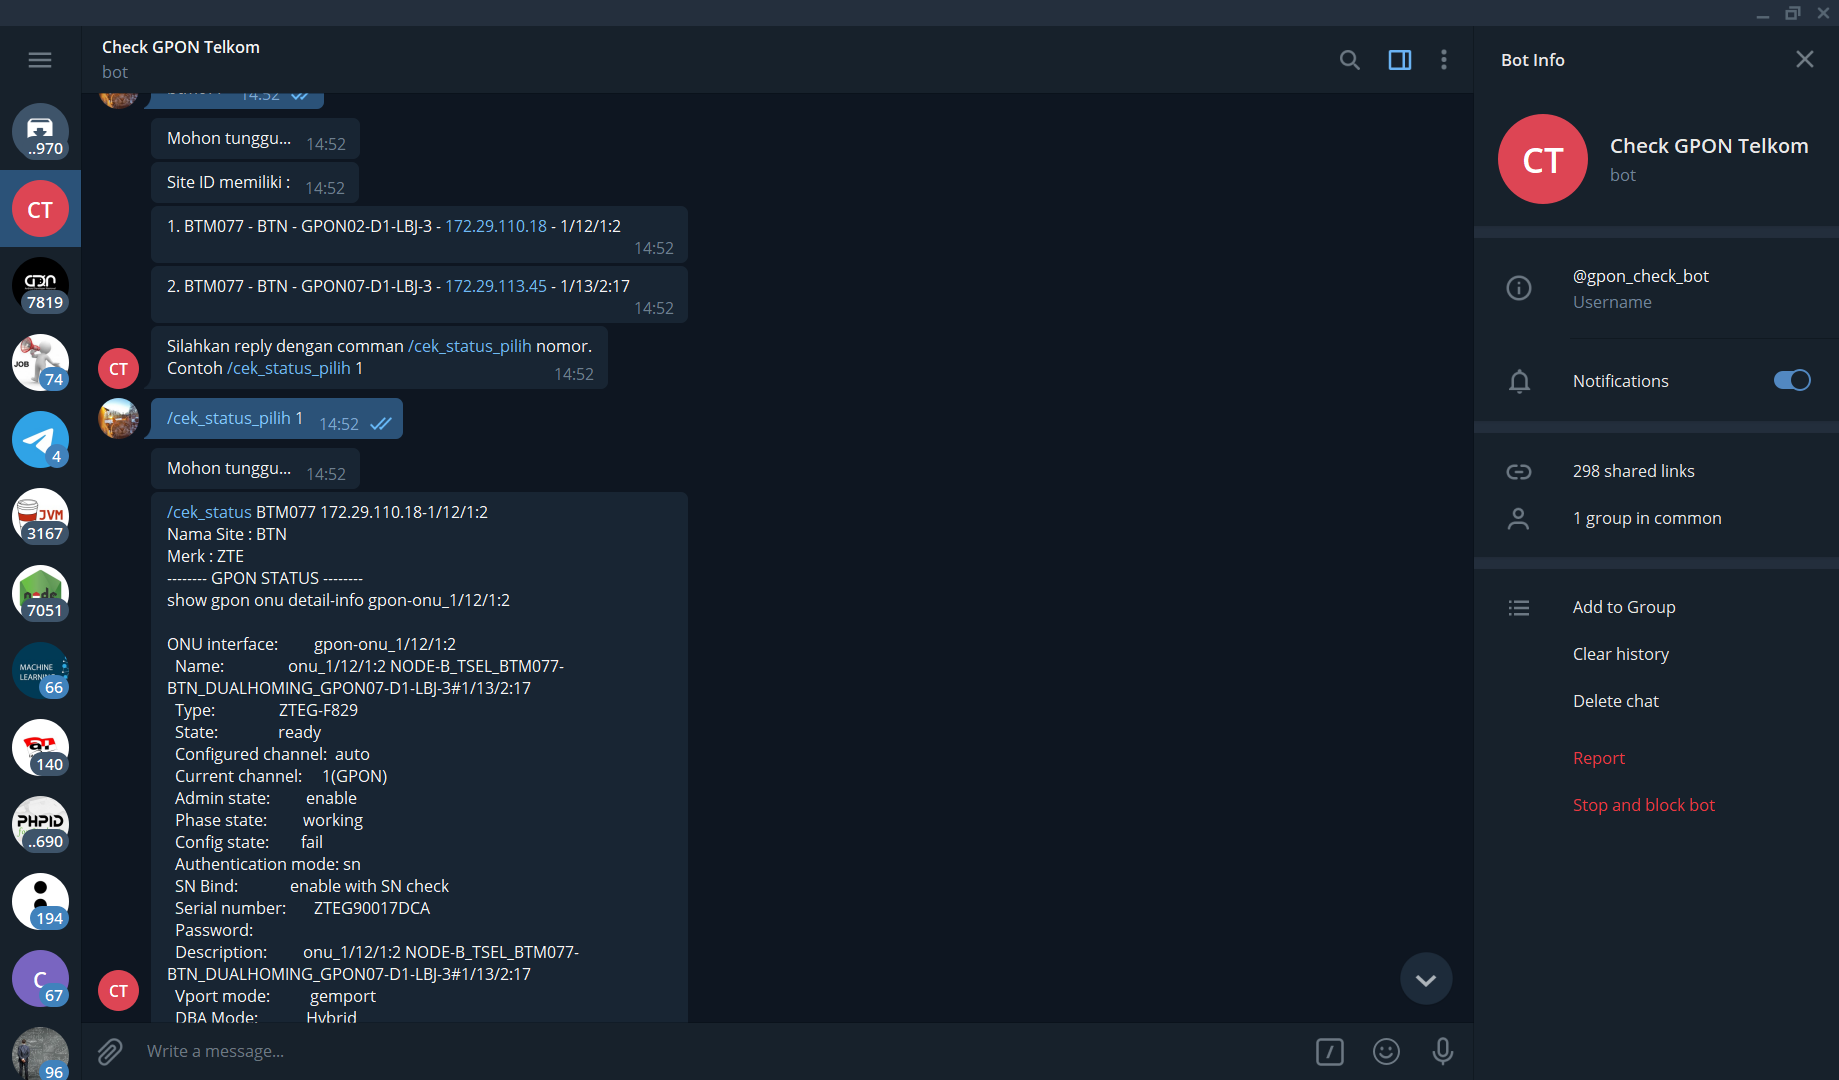 Check GPON Telkom
bot
14:52
Mohon tunggu... 14:52
Site ID memiliki : 14:52
1. BTM077 - BTN - GPON02-D1-LBJ-3 - 172.29.110.18 - 1/12/1:2
14:52
2. BTM077 - BTN - GPON07-D1-LBJ-3 - 172.29.113.45 - 1/13/2:17
14:52
Silahkan reply dengan comman /cek_status_pilih nomor.
Contoh /cek_status_pilih 1 14:52
CT
/cek_status_pilih 1 14:52
Mohon tunggu... 14:52
/cek_status BTM077 172.29.110.18-1/12/1:2
Nama Site : BTN
Merk : ZTE
-------- GPON STATUS --------
show gpon onu detail-info gpon-onu_1/12/1:2
ONU interface: gpon-onu_1/12/1:2
Name: onu_1/12/1:2 NODE-B_TSEL_BTM077-
BTN_DUALHOMING_GPON07-D1-LBJ-3#1/13/2:17
Type: ZTEG-F829
State: ready
Configured channel: auto
Current channel: 1(GPON)
Admin state: enable
Phase state: working
Config state: fail
Authentication mode: sn
SN Bind: enable with SN check
Serial number: ZTEG90017DCA
Password:
Description: onu_1/12/1:2 NODE-B_TSEL_BTM077-
BTN_DUALHOMING_GPON07-D1-LBJ-3#1/13/2:17
Vport mode: gemport
DBA Mode: Hybrid
CT
Write a message...
..970
CT
7819
JOB
74
4
JVM
3167
node
7051
MACHINE
LEARNING
66
140
PHPID
..690
194
C
67
96
Bot Info
CT
Check GPON Telkom
bot
@gpon_check_bot
Username
Notifications
298 shared links
1 group in common
Add to Group
Clear history
Delete chat
Report
Stop and block bot